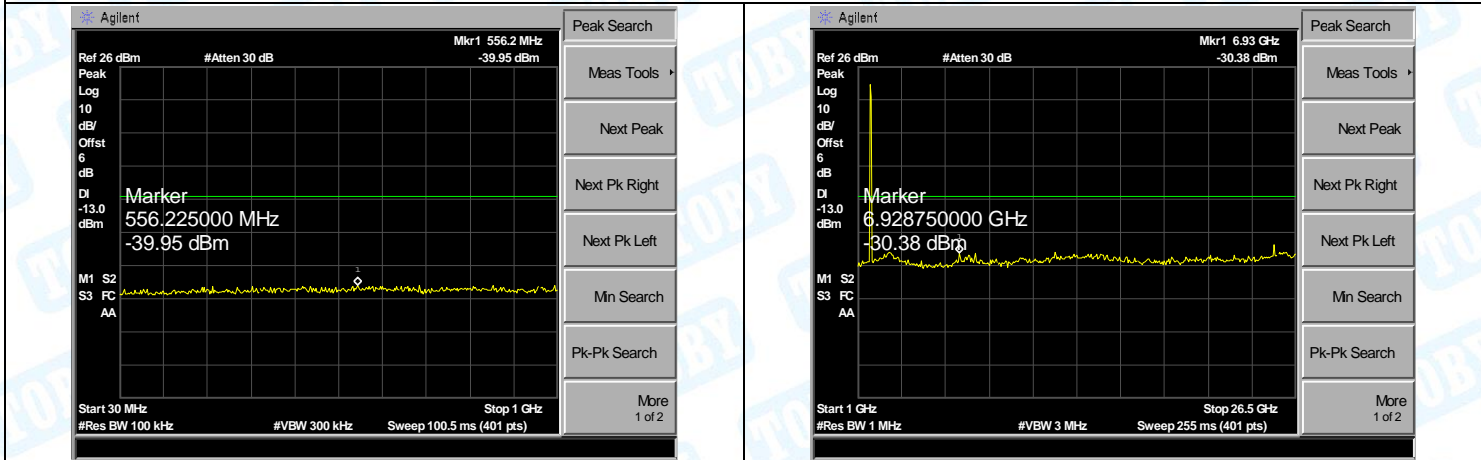 Agilent
Peak Search
Mkr1 556.2 MHz
Ref 26 dBm #Atten 30 dB -39.95 dBm
Peak
Log
10
dB/
Offst
6
dB
DI
-13.0
dBm
Marker
556.225000 MHz
-39.95 dBm
1
M1 S2
S3 FC
AA
Start 30 MHz Stop 1 GHz
#Res BW 100 kHz #VBW 300 kHz Sweep 100.5 ms (401 pts)
Meas Tools
Next Peak
Next Pk Right
Next Pk Left
Min Search
Pk-Pk Search
More
1 of 2
Agilent
Peak Search
Mkr1 6.93 GHz
Ref 26 dBm #Atten 30 dB -30.38 dBm
Peak
Log
10
dB/
Offst
6
dB
DI
-13.0
dBm
Marker
6.928750000 GHz
-30.38 dBm
1
M1 S2
S3 FC
AA
Start 1 GHz Stop 26.5 GHz
#Res BW 1 MHz #VBW 3 MHz Sweep 255 ms (401 pts)
Meas Tools
Next Peak
Next Pk Right
Next Pk Left
Min Search
Pk-Pk Search
More
1 of 2
TOBY